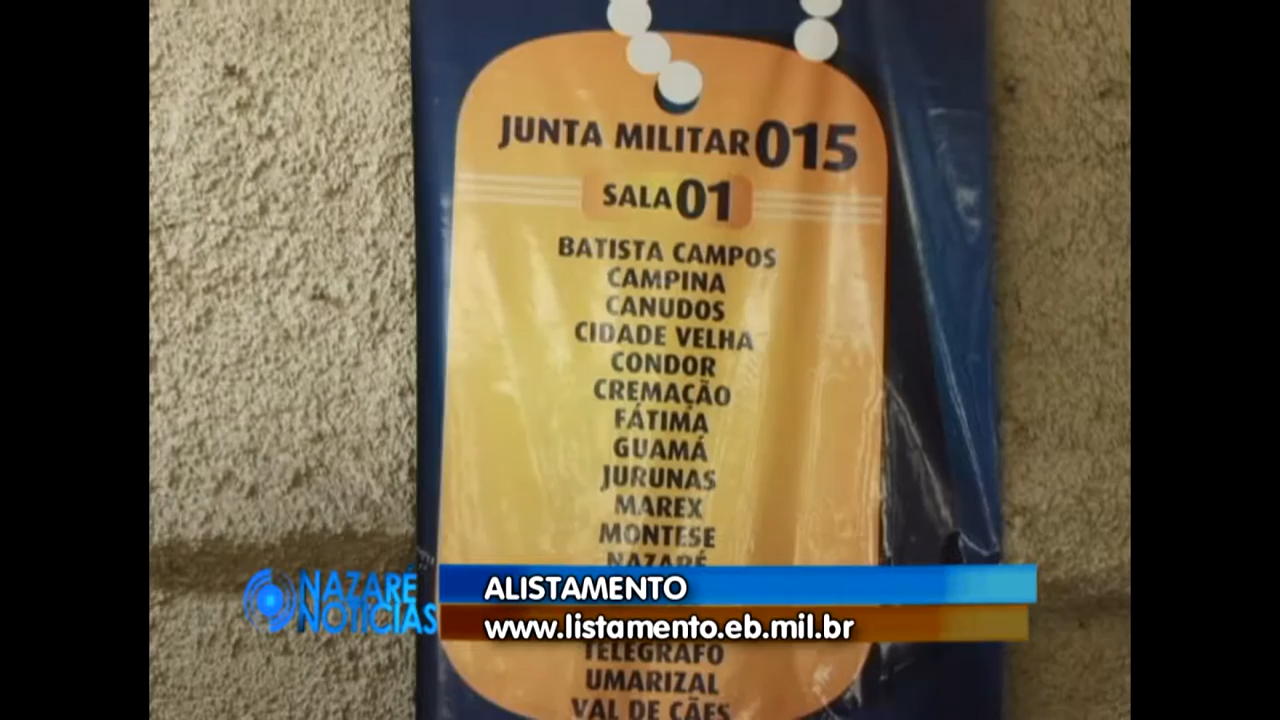 JUNTA MILITAR 015
SALA 01
BATISTA CAMPOS
CAMPINA
CANUDOS
CIDADE VELHA
CONDOR
CREMAÇÃO
FÁTIMA
GUAMÁ
JURUNAS
MAREX
MONTESE
NAZARÉ
NAZARÉ
NOTÍCIAS
ALISTAMENTO
www.listamento.eb.mil.br
TELÉGRAFO
UMARIZAL
VAL DE CÃES